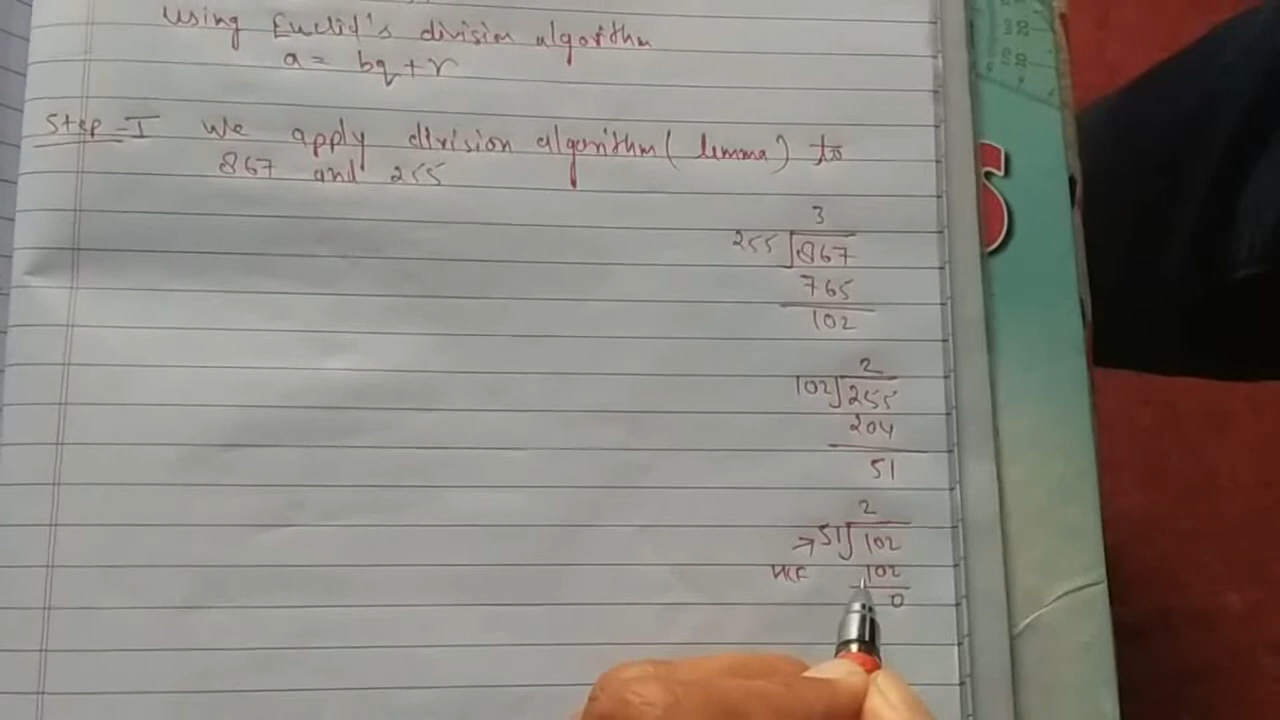 Using Euclid's division algorithm
a = bq + r
Step-I We apply division algorithm (lemma) to
867 and 255
3
255 867
765
102
2
102 255
204
51
2
→ 51 102
HCF 102
0